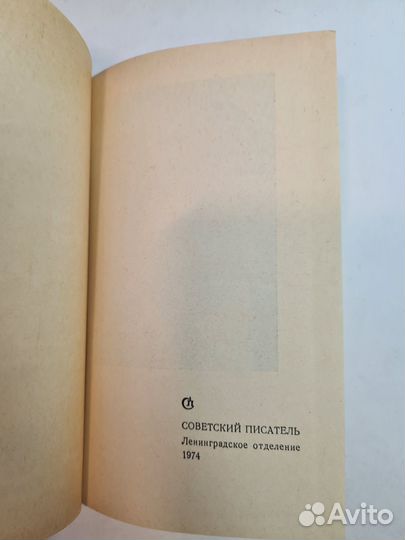 СОВЕТСКИЙ ПИСАТЕЛЬ
Ленинградское отделение
1974
Avito